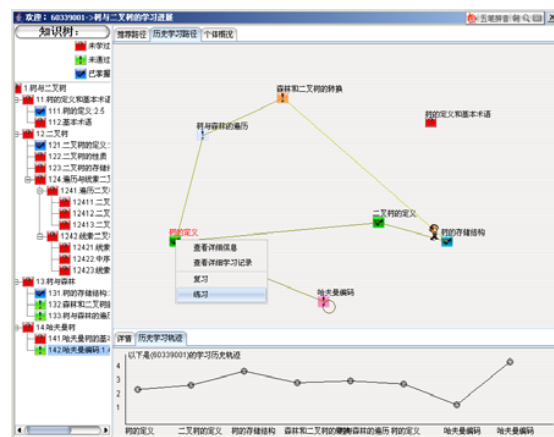 欢迎：60339001->树与二叉树的学习进展
五笔拼音
知识树：
未学过
未通过
已掌握
1.树与二叉树
11.树的定义和基本术语
111.树的定义:2.5
112.基本术语
12.二叉树
121.二叉树的定义:
122.二叉树的性质
123.二叉树的存储结
124.遍历与线索二叉
1241.遍历二叉
12411.二叉
12412.二叉
12413.二叉
1242.线索二叉
12421.线索
12422.中序
12423.线索
13.树与森林
131.树的存储结构:
132.森林和二叉树的
133.树与森林的遍历
14.哈夫曼树
141.哈夫曼树的基本
142.哈夫曼编码:1.4
推荐路径 历史学习路径 个体概况
森林和二叉树的转换
树的定义和基本术语
树与森林的遍历
二叉树的定义
树的存储结构
树的定义
查看详细信息
查看详细学习记录
复习
练习
哈夫曼编码
详情 历史学习轨迹
以下是(60339001)的学习历史轨迹
4
3
2
1
树的定义 二叉树的定义 树的存储结构 森林和二叉树的转换 树与森林的遍历 树的定义 哈夫曼编码 哈夫曼编码